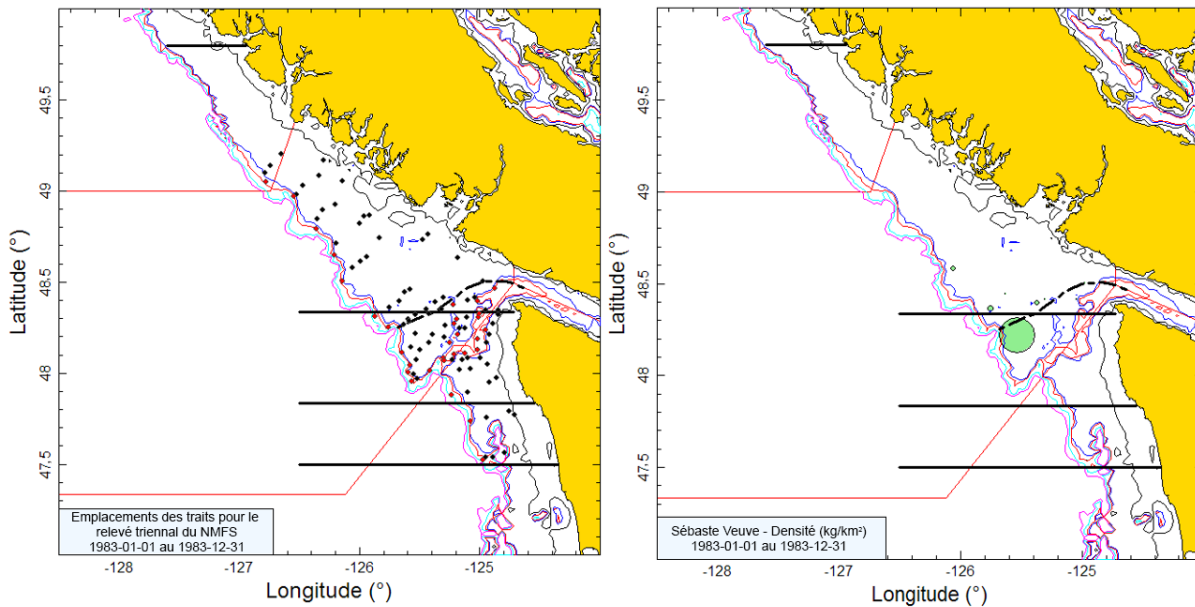 49.5
49
48.5
48
47.5
Latitude (°)
Emplacements des traits pour le
relevé triennal du NMFS
1983-01-01 au 1983-12-31
-128
-127
-126
-125
Longitude (°)
50
49.5
49
48.5
48
47.5
Latitude (°)
Sébaste Veuve - Densité (kg/km²)
1983-01-01 au 1983-12-31
-128
-127
-126
-125
Longitude (°)